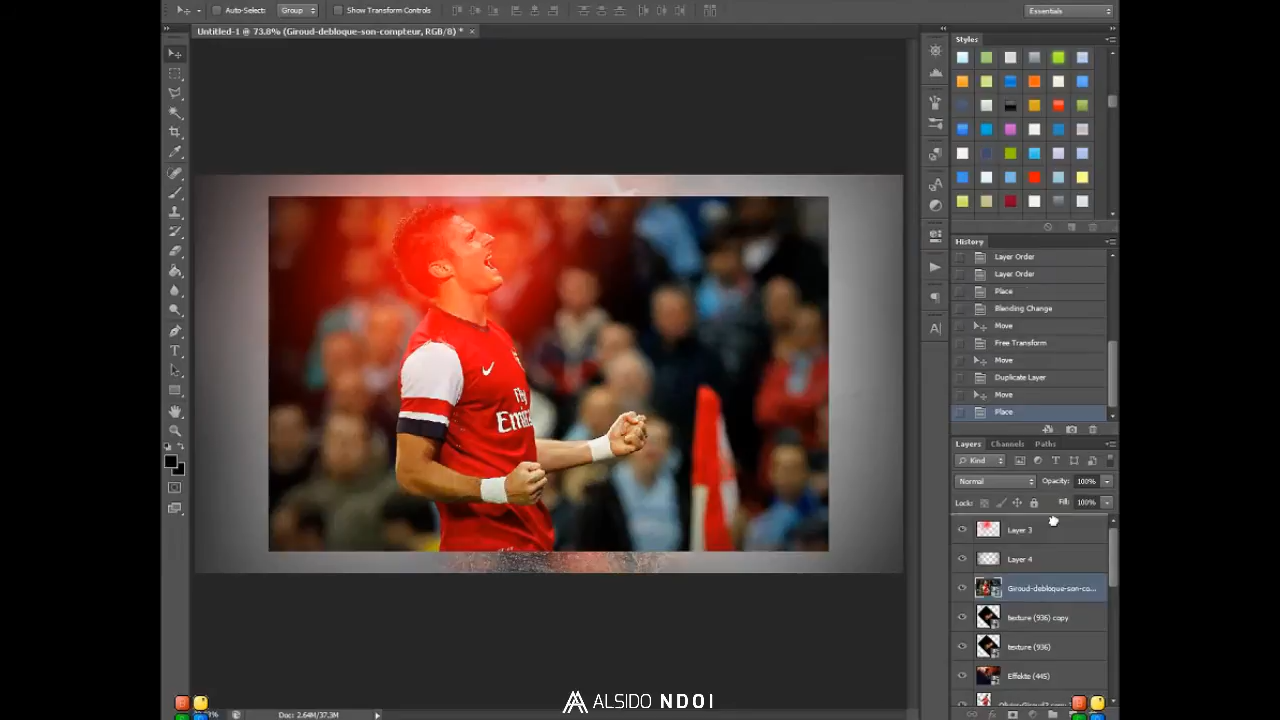 Auto-Select:
Group
Show Transform Controls
Essentials
Untitled-1 @ 73.8% (Giroud-debloque-son-compteur, RGB/8) *
Styles
History
Layer Order
Layer Order
Place
Blending Change
Move
Free Transform
Move
Duplicate Layer
Move
Place
Layers
Channels
Paths
Kind
Normal
Opacity: 100%
Lock:
Fill: 100%
Layer 3
Layer 4
Giroud-debloque-son-co...
texture (936) copy
texture (936)
Effekte (445)
Fly
Emir
ALSIDO NDOI
Doc: 2.64M/37.3M